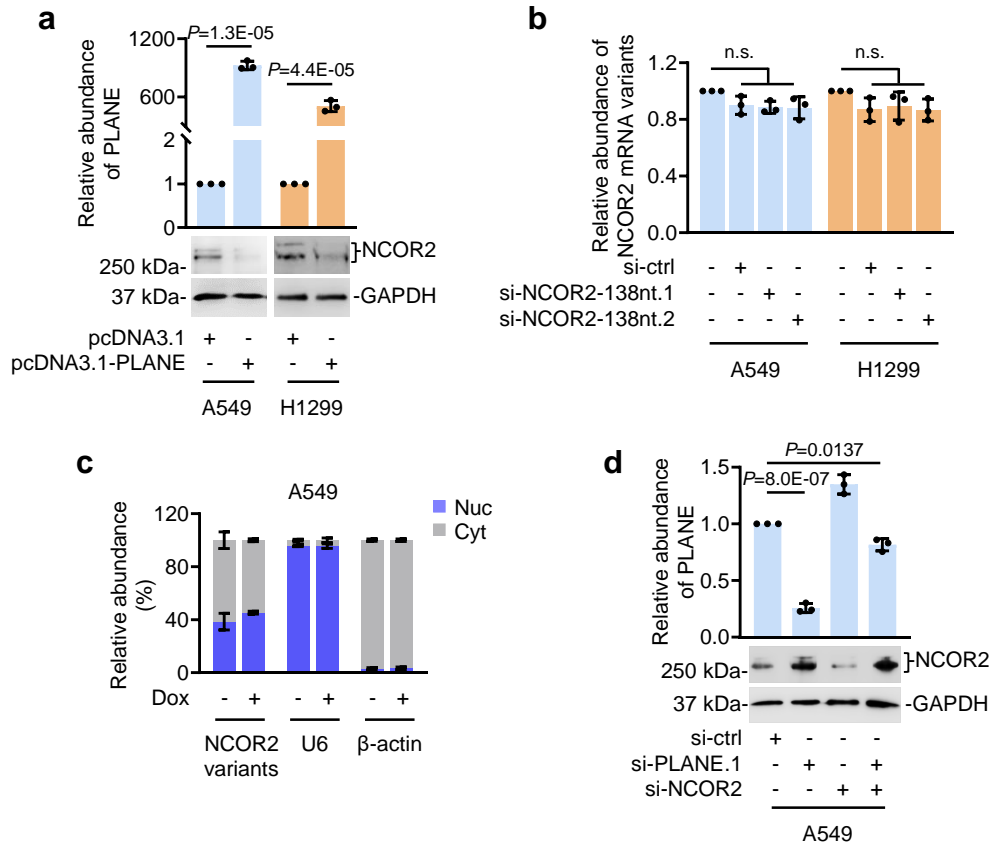 a
P=1.3E-05
P=4.4E-05
1200
600
2
1
0
Relative abundance
of PLANE
NCOR2
250 kDa-
37 kDa-
-GAPDH
pcDNA3.1 + - + -
pcDNA3.1-PLANE - + - +
A549 H1299
b
n.s. n.s.
1.2
0.8
0.4
0.0
Relative abundance of
NCOR2 mRNA variants
si-ctrl - + - - - + - -
si-NCOR2-138nt.1 - - + - - - + -
si-NCOR2-138nt.2 - - - + - - - +
A549 H1299
c
A549
Nuc
Cyt
120
80
40
0
Relative abundance
(%)
Dox - + - + - +
NCOR2
variants
U6
β-actin
d
P=0.0137
P=8.0E-07
1.5
1.0
0.5
0.0
Relative abundance
of PLANE
250 kDa-
NCOR2
37 kDa-
-GAPDH
si-ctrl + - - -
si-PLANE.1 - + - +
si-NCOR2 - - + +
A549